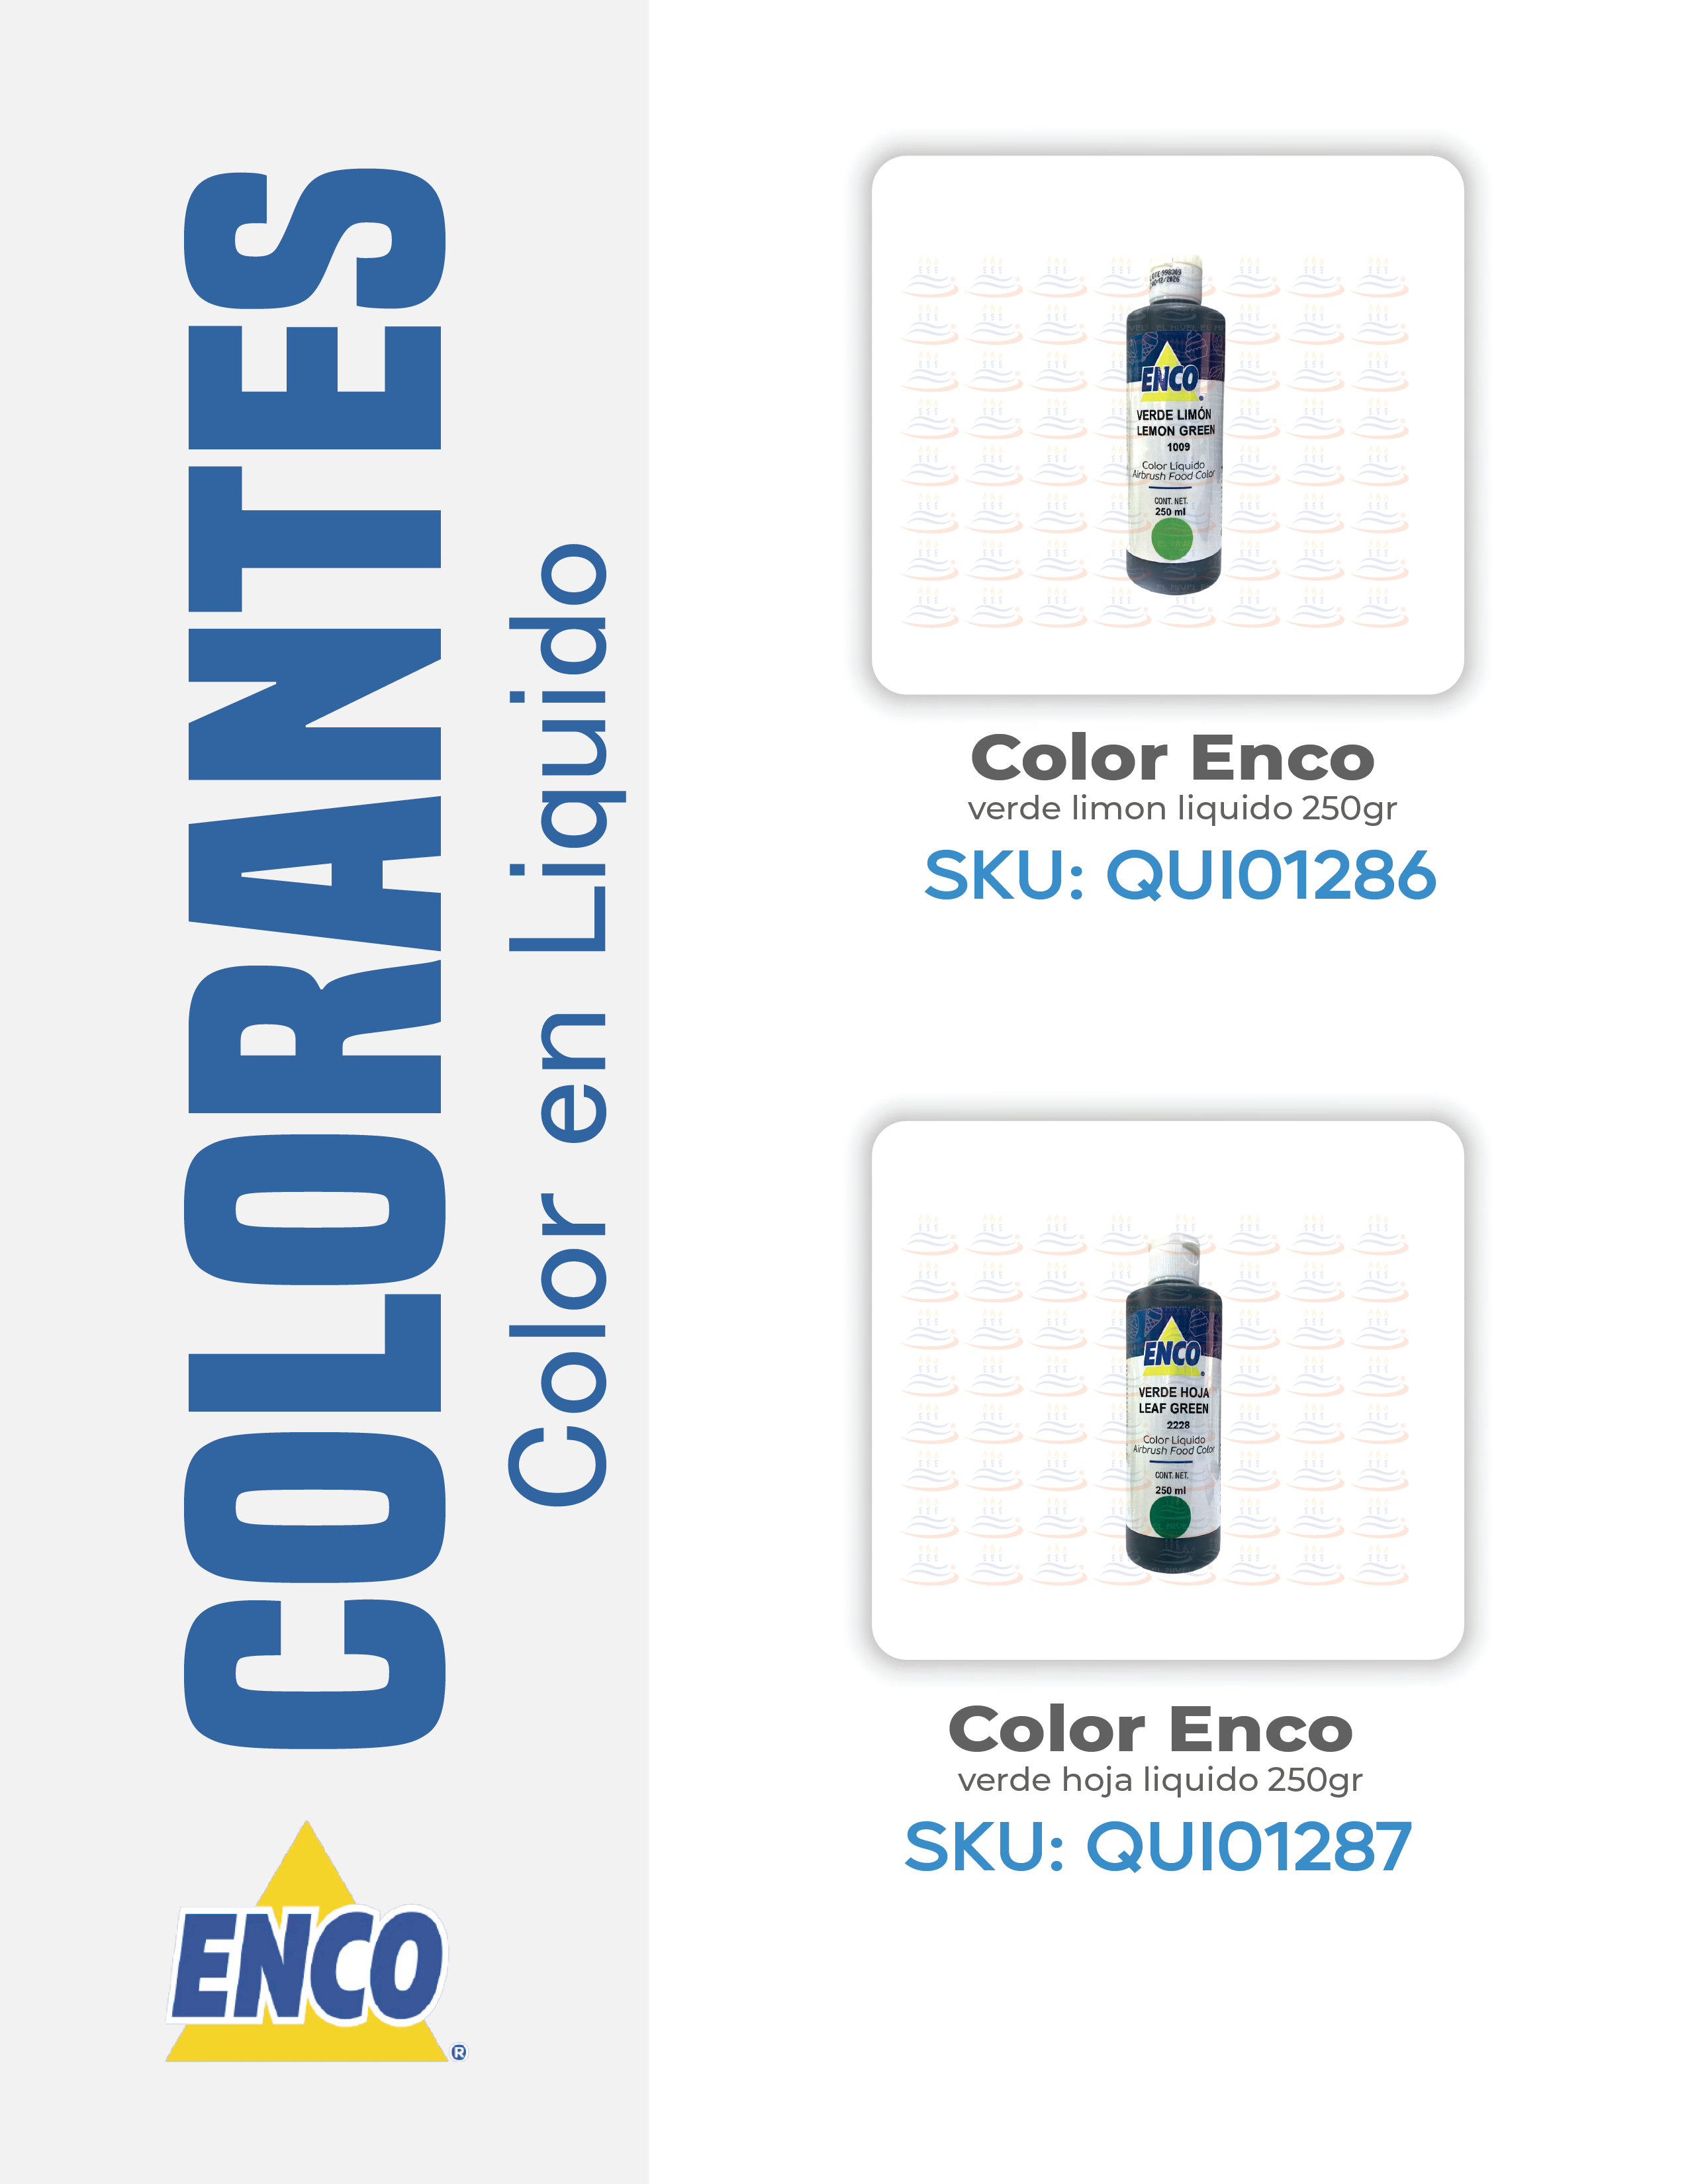 COLORANTES
Color en Liquido
ENCO
®
ENCO
VERDE LIMÓN
LEMON GREEN
1009
Color Líquido
Airbrush Food Color
CONT. NET.
250 ml
Color Enco
verde limon liquido 250gr
SKU: QUI01286
ENCO
VERDE HOJA
LEAF GREEN
2228
Color Líquido
Airbrush Food Color
CONT. NET.
250 ml
Color Enco
verde hoja liquido 250gr
SKU: QUI01287